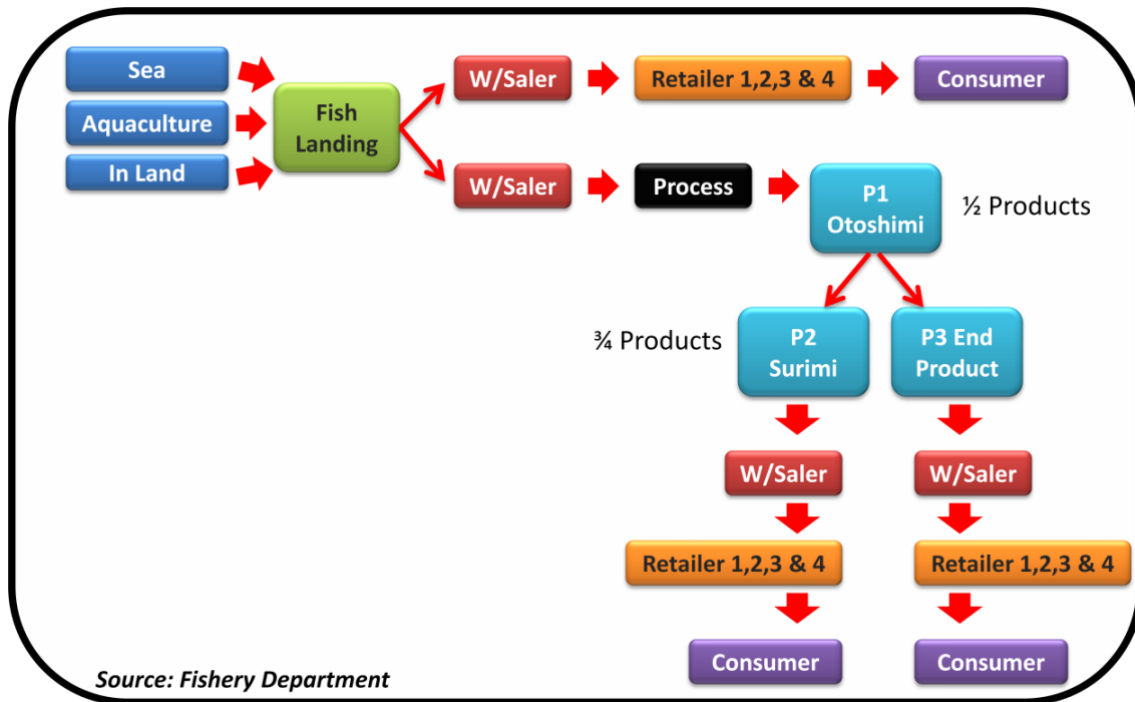 Sea
Aquaculture
In Land
Fish
Landing
W/Saler
Retailer 1,2,3 & 4
Consumer
W/Saler
Process
P1
Otoshimi
½ Products
¾ Products
P2
Surimi
P3 End
Product
W/Saler
W/Saler
Retailer 1,2,3 & 4
Retailer 1,2,3 & 4
Consumer
Consumer
Source: Fishery Department